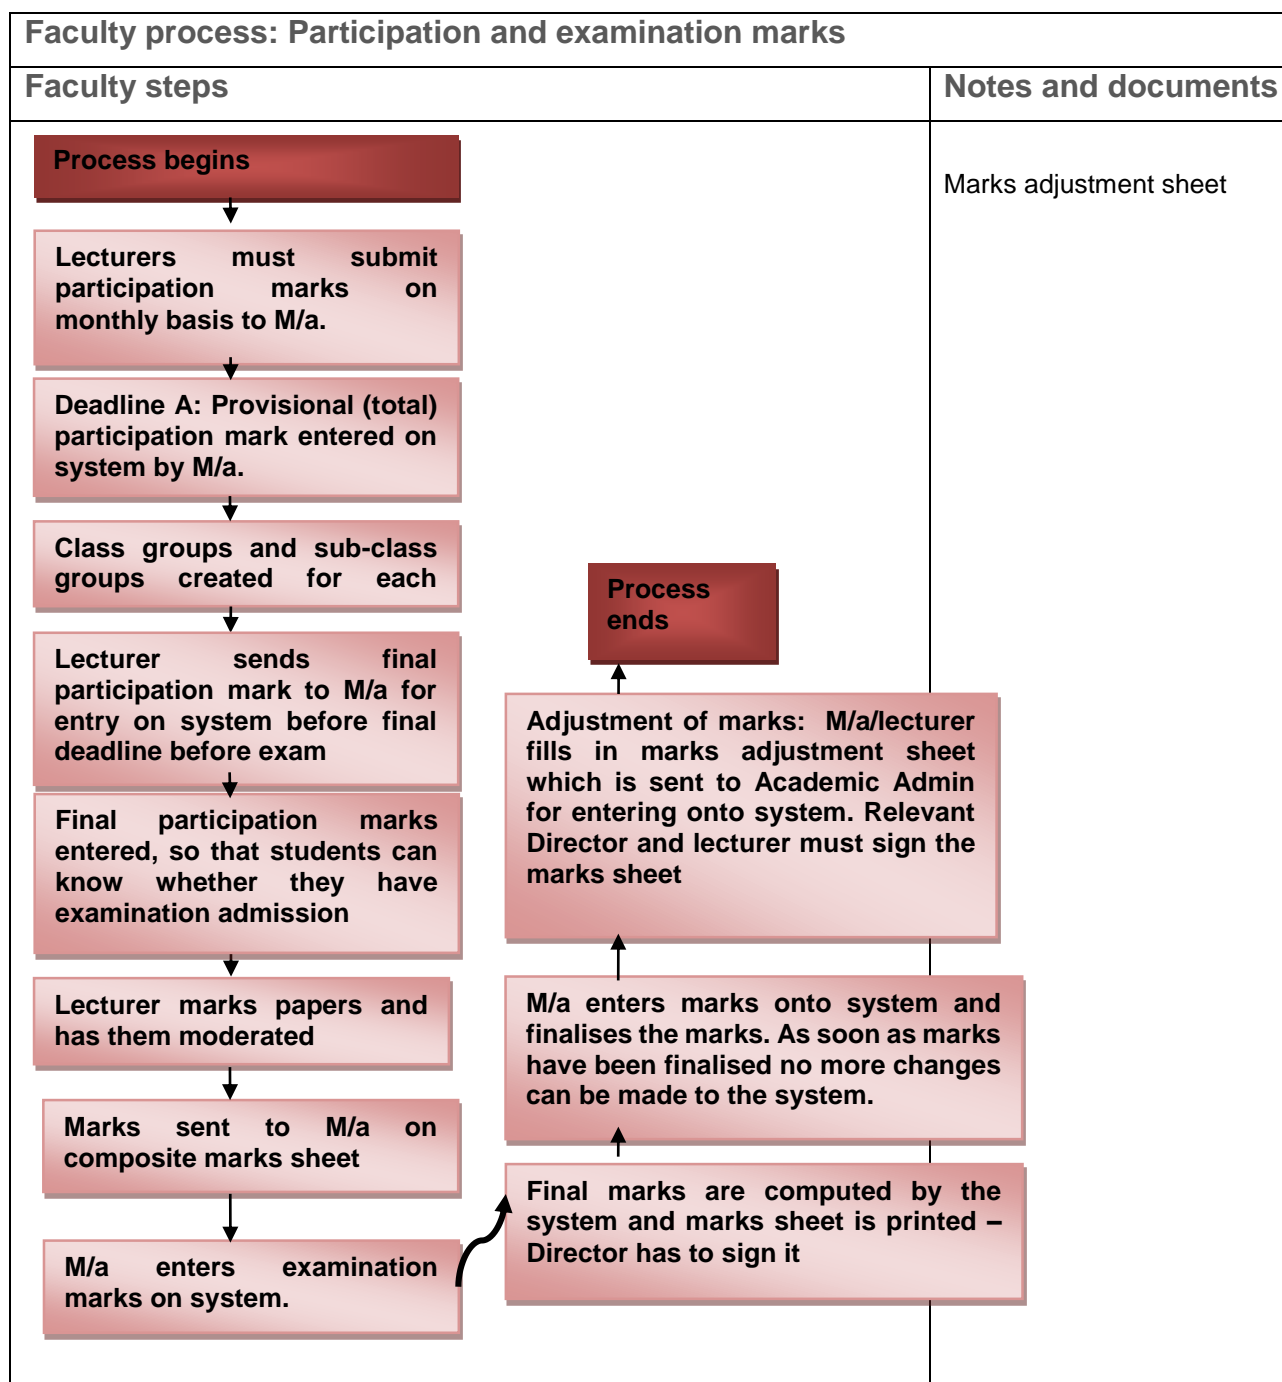 Faculty process: Participation and examination marks
Faculty steps
Notes and documents
Process begins
Lecturers must submit
participation marks on
monthly basis to M/a.
Deadline A: Provisional (total)
participation mark entered on
system by M/a.
Class groups and sub-class
groups created for each
Lecturer sends final
participation mark to M/a for
entry on system before final
deadline before exam
Final participation marks
entered, so that students can
know whether they have
examination admission
Lecturer marks papers and
has them moderated
Marks sent to M/a on
composite marks sheet
M/a enters examination
marks on system.
Final marks are computed by the
system and marks sheet is printed –
Director has to sign it
M/a enters marks onto system and
finalises the marks. As soon as marks
have been finalised no more changes
can be made to the system.
Adjustment of marks: M/a/lecturer
fills in marks adjustment sheet
which is sent to Academic Admin
for entering onto system. Relevant
Director and lecturer must sign the
marks sheet
Process
ends
Marks adjustment sheet